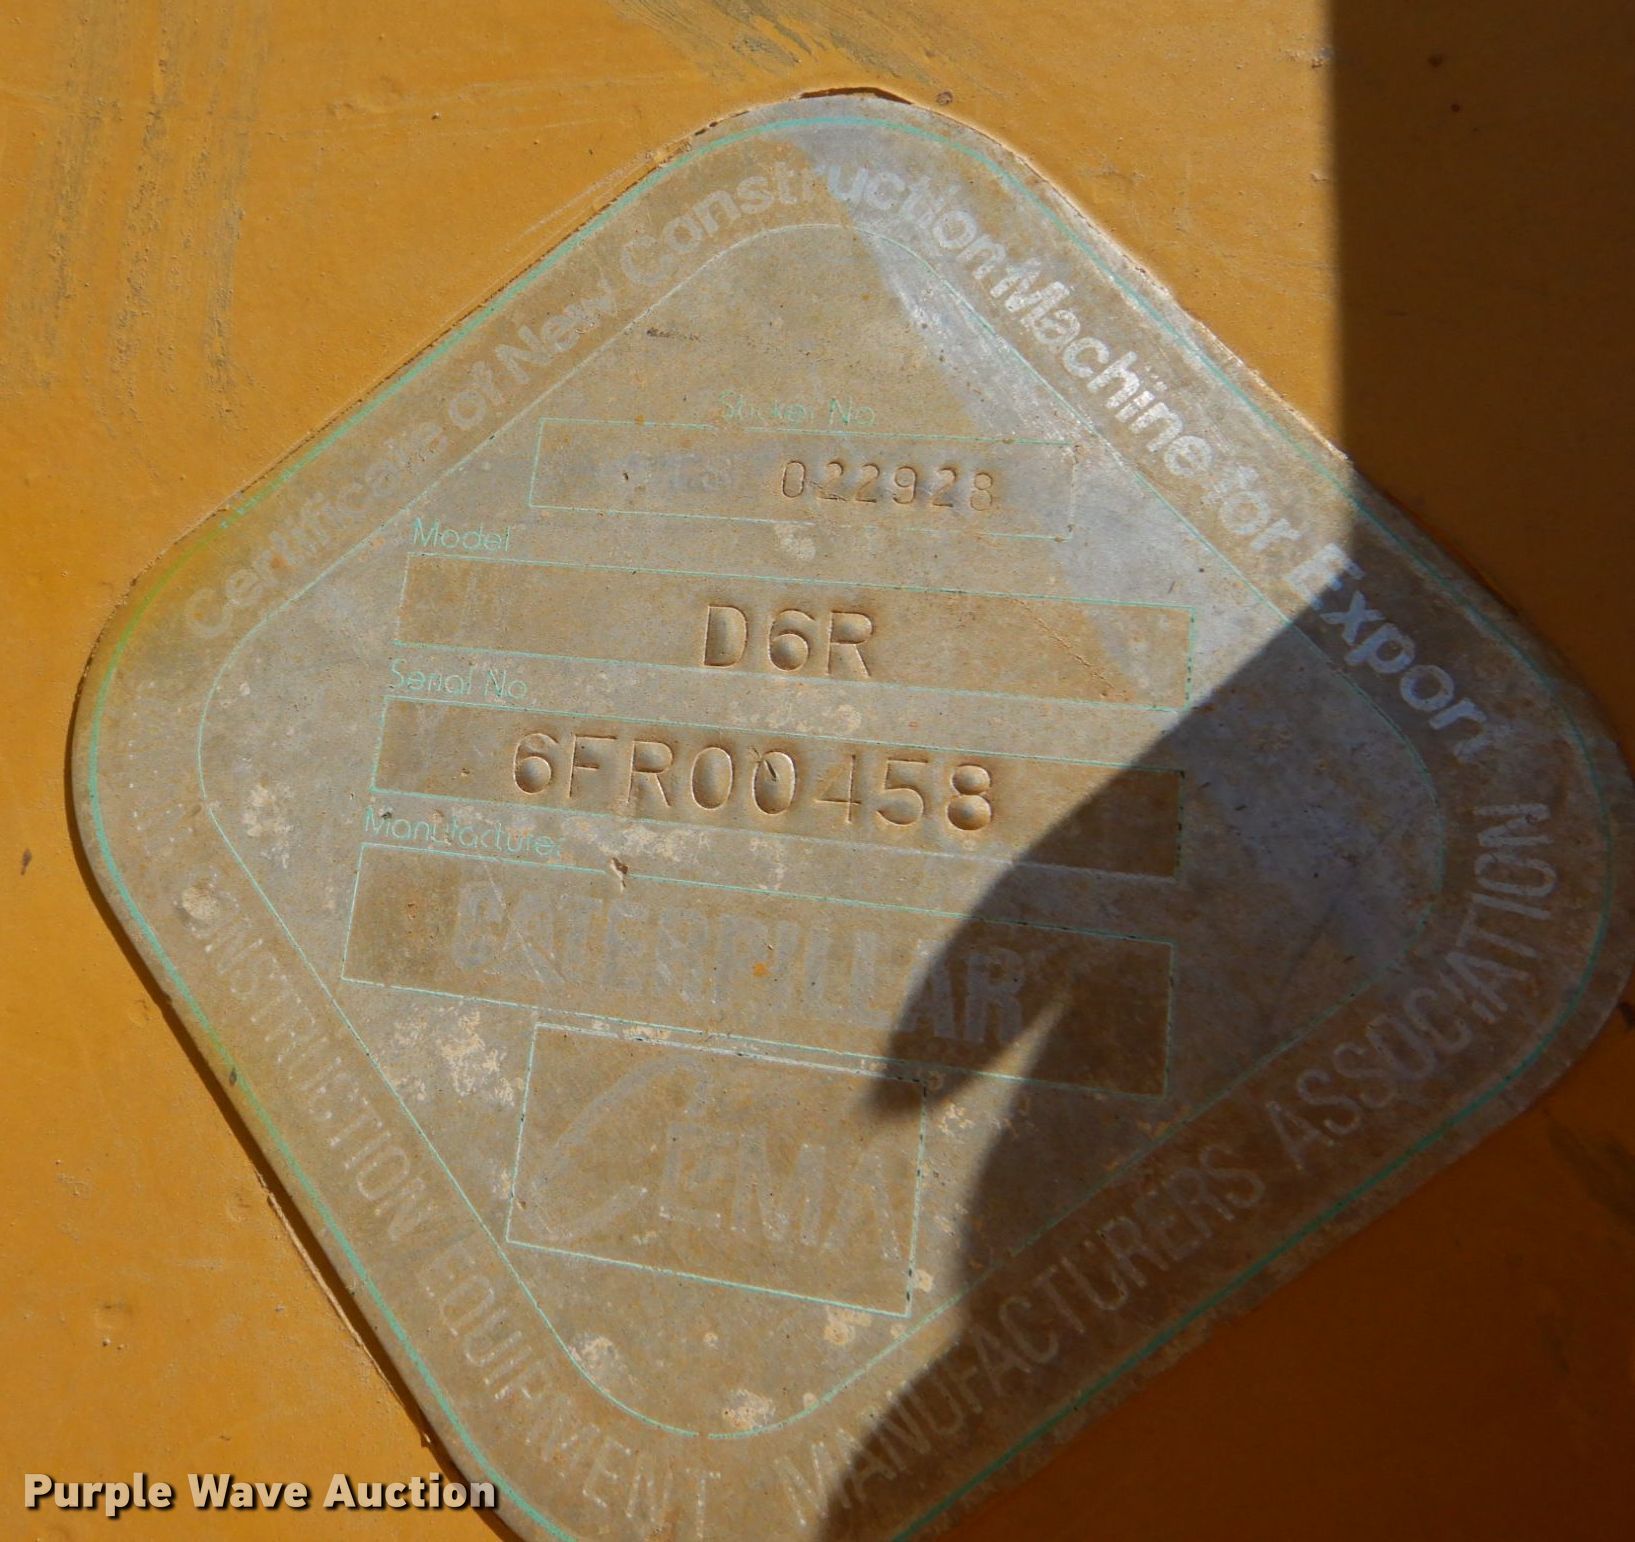 Certificate of New Construction Machine for Export
Sticker No.
022928
Model
D6R
Serial No.
6FR00458
Manufacturer
CATERPILLAR
CEMA
CONSTRUCTION EQUIPMENT MANUFACTURERS ASSOCIATION
Purple Wave Auction